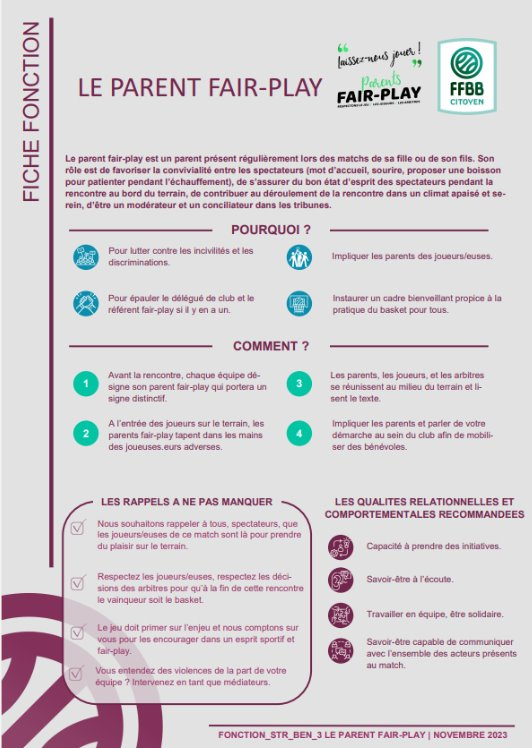 FICHE FONCTION
LE PARENT FAIR-PLAY
laissez-nous jouer !
Parents
FAIR-PLAY
FFBB
CITOYEN
Le parent fair-play est un parent présent régulièrement lors des matchs de sa fille ou de son fils. Son
rôle est de favoriser la convivialité entre les spectateurs (mot d'accueil, sourire, proposer une boisson
pour patienter pendant l'échauffement), de s'assurer du bon état d'esprit des spectateurs pendant la
rencontre au bord du terrain, de contribuer au déroulement de la rencontre dans un climat apaisé et se-
rein, d'être un modérateur et un conciliateur dans les tribunes.
POURQUOI ?
Pour lutter contre les incivilités et les
discriminations.
Impliquer les parents des joueurs/euses.
Pour épauler le délégué de club et le
référent fair-play si il y en a un.
Instaurer un cadre bienveillant propice à la
pratique du basket pour tous.
COMMENT ?
1
Avant la rencontre, chaque équipe dé-
signe son parent fair-play qui portera un
signe distinctif.
2
A l'entrée des joueurs sur le terrain, les
parents fair-play tapent dans les mains
des joueuses.eurs adverses.
3
Les parents, les joueurs, et les arbitres
se réunissent au milieu du terrain et li-
sent le texte.
4
Impliquer les parents et parler de votre
démarche au sein du club afin de mobili-
ser des bénévoles.
LES RAPPELS A NE PAS MANQUER
Nous souhaitons rappeler à tous, spectateurs, que
les joueurs/euses de ce match sont là pour prendre
du plaisir sur le terrain.
Respectez les joueurs/euses, respectez les déci-
sions des arbitres pour qu'à la fin de cette rencontre
le vainqueur soit le basket.
Le jeu doit primer sur l'enjeu et nous comptons sur
vous pour les encourager dans un esprit sportif et
fair-play.
Vous entendez des violences de la part de votre
équipe ? Intervenez en tant que médiateurs.
LES QUALITES RELATIONNELLES ET
COMPORTEMENTALES RECOMMANDEES
Capacité à prendre des initiatives.
Savoir-être à l'écoute.
Travailler en équipe, être solidaire.
Savoir-être capable de communiquer
avec l'ensemble des acteurs présents
au match.
FONCTION_STR_BEN_3 LE PARENT FAIR-PLAY | NOVEMBRE 2023